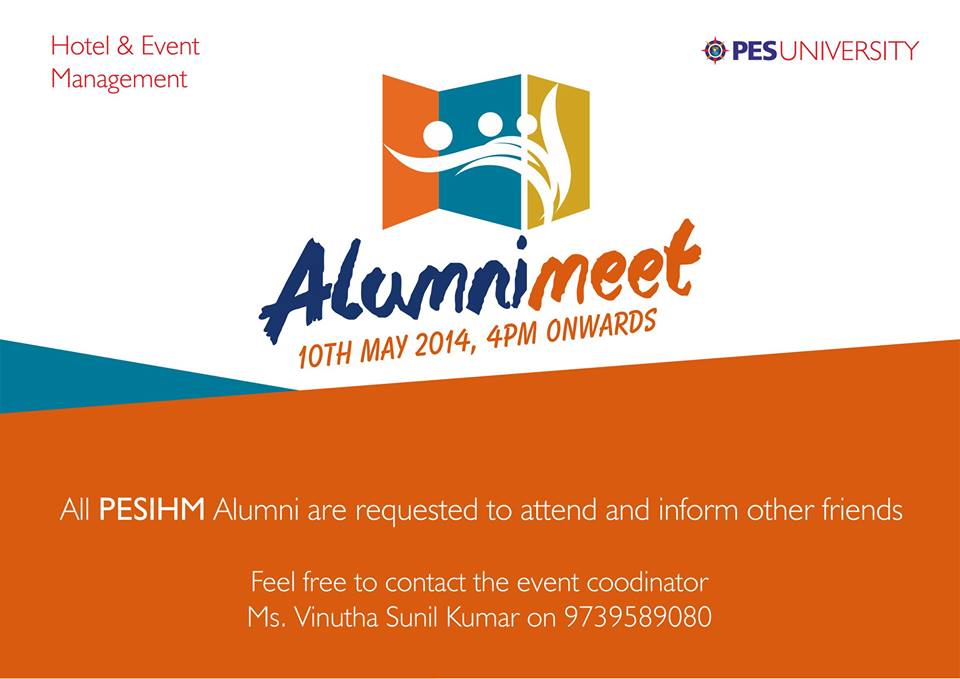 Hotel & Event
Management
PESUNIVERSITY
Alumnimeet
10TH MAY 2014, 4PM ONWARDS
All PESIHM Alumni are requested to attend and inform other friends
Feel free to contact the event coodinator
Ms. Vinutha Sunil Kumar on 9739589080